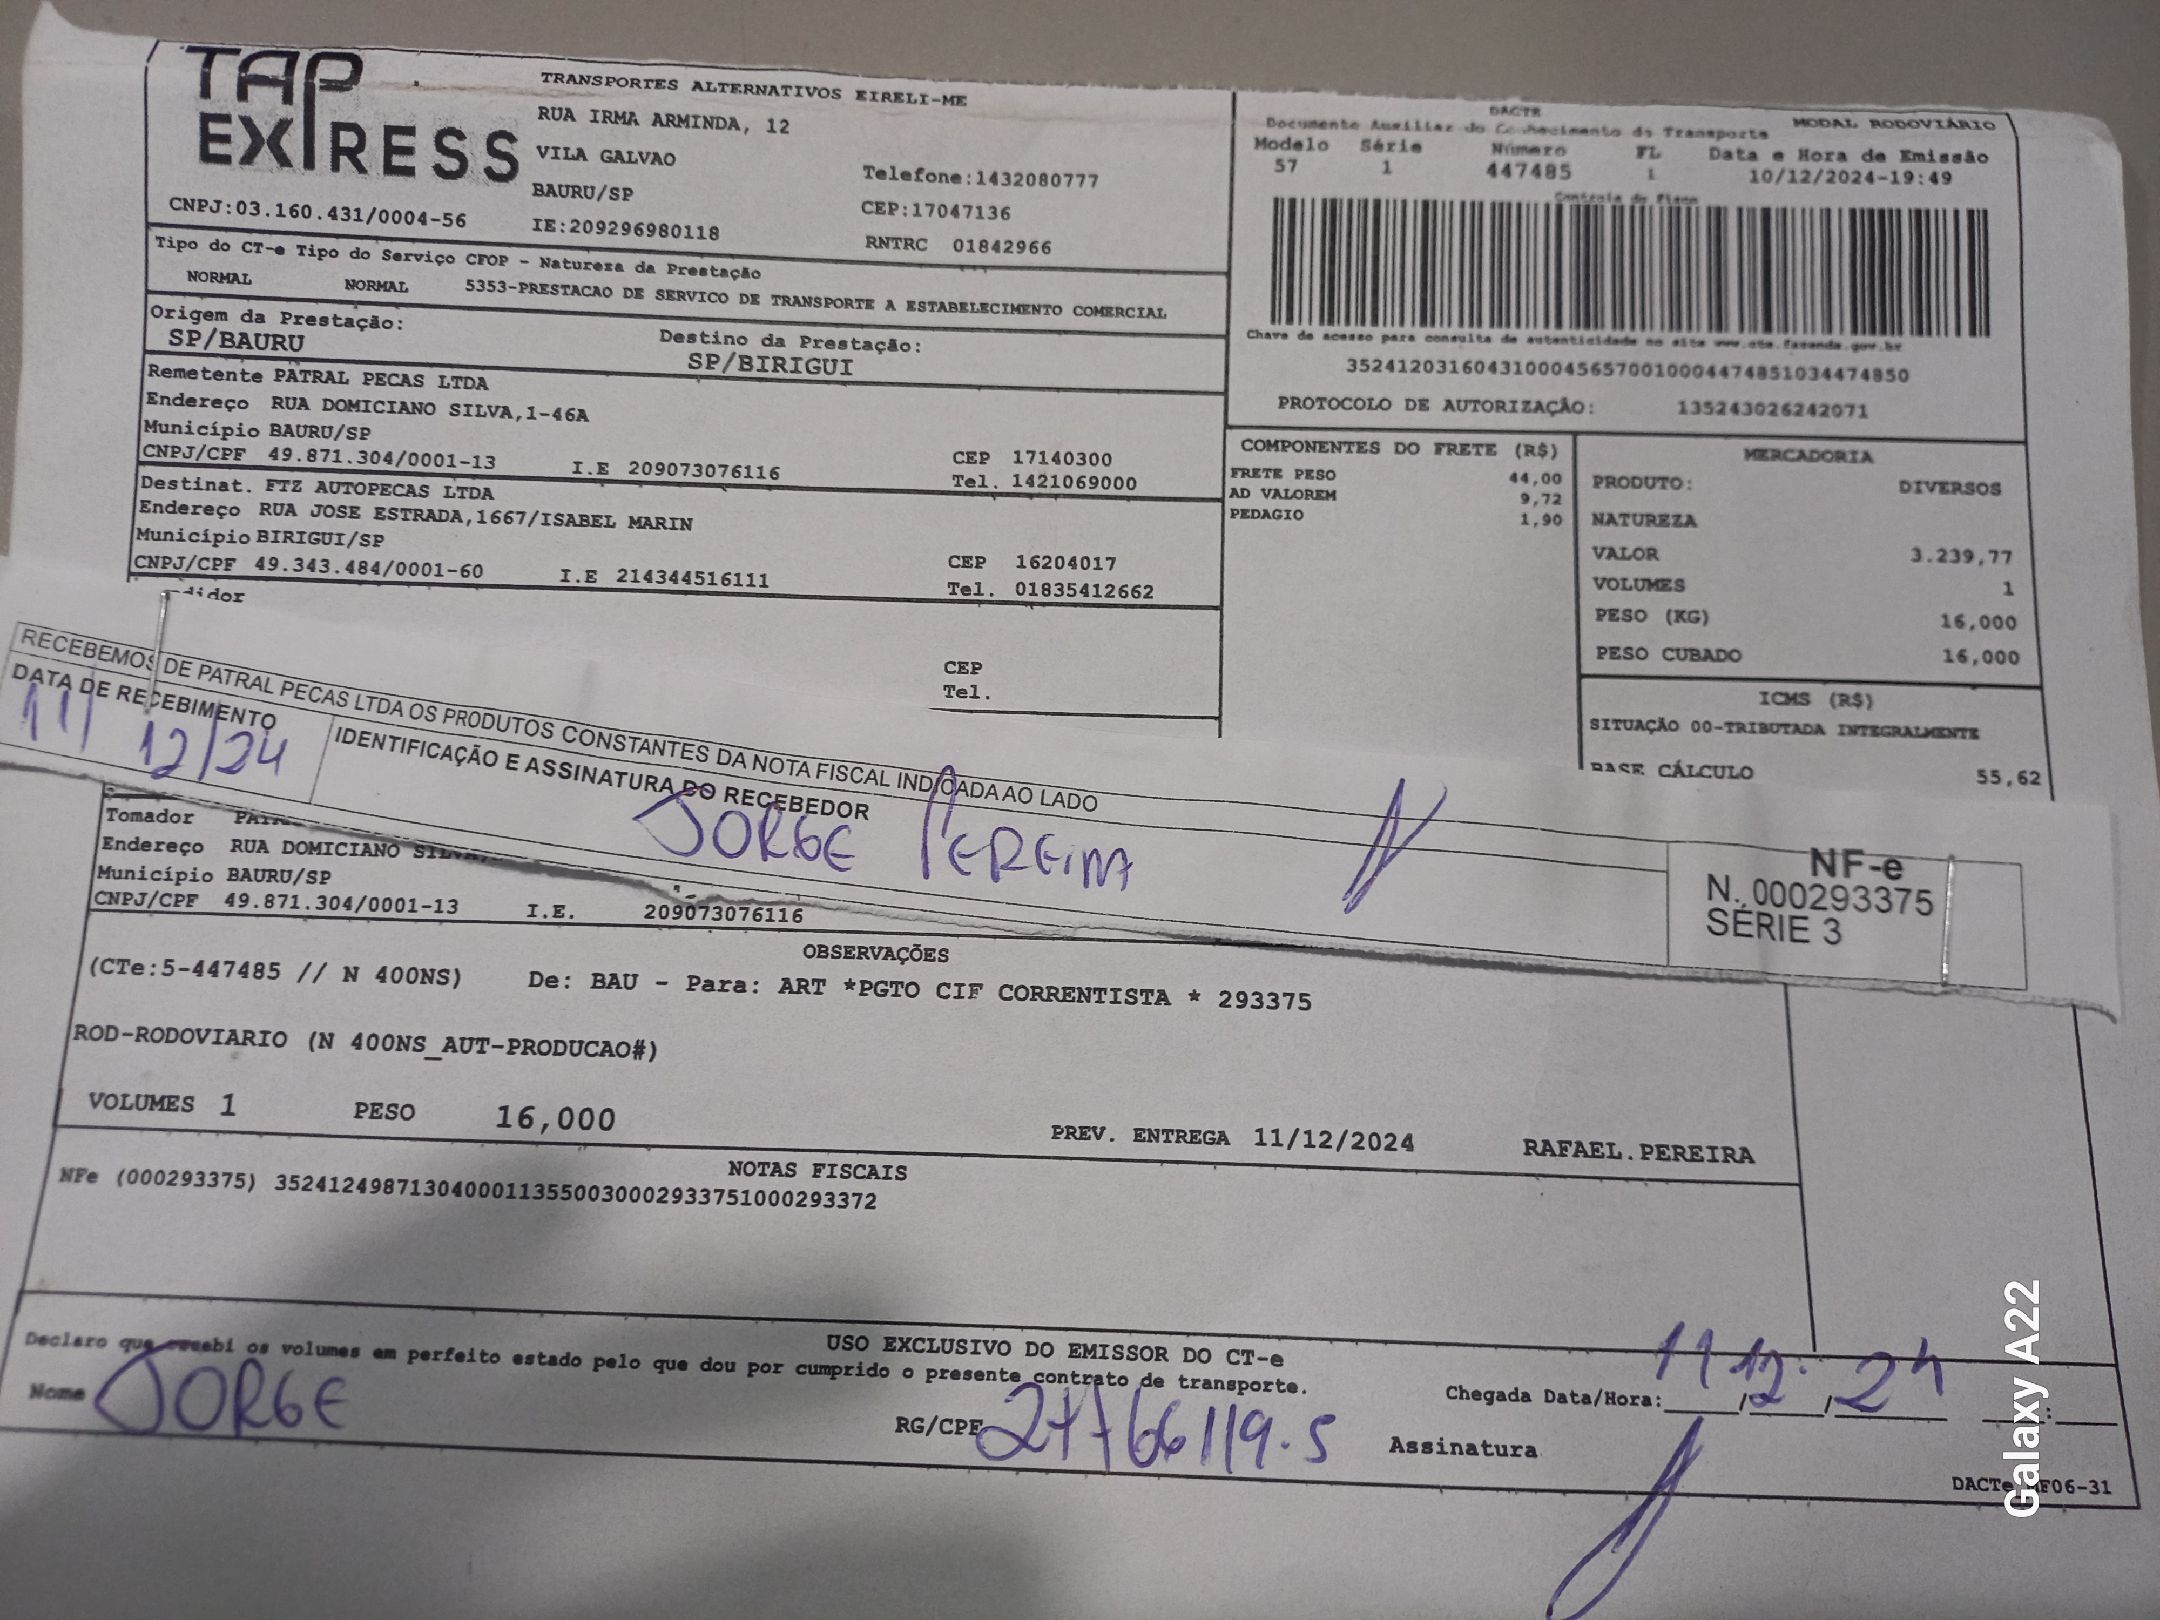 TAP EXPRESS
TRANSPORTES ALTERNATIVOS EIRELI-ME
RUA IRMA ARMINDA, 12
VILA GALVAO
BAURU/SP
Telefone:1432080777
CEP:17047136
CNPJ:03.160.431/0004-56
IE:209296980118
RNTRC 01842966
DACTE
Documento Auxiliar do Conhecimento de Transporte
MODAL RODOVIÁRIO
Modelo Série Número FL Data e Hora de Emissão
57 1 447485 1 10/12/2024-19:49
Controle do Fisco
Chave de acesso para consulta de autenticidade no site www.cte.fazenda.gov.br
35241203160431000456570010004474851034474850
PROTOCOLO DE AUTORIZAÇÃO: 135243026242071
Tipo do CT-e Tipo do Serviço CFOP - Natureza da Prestação
NORMAL NORMAL 5353-PRESTACAO DE SERVICO DE TRANSPORTE A ESTABELECIMENTO COMERCIAL
Origem da Prestação: Destino da Prestação:
SP/BAURU SP/BIRIGUI
Remetente PATRAL PECAS LTDA
Endereço RUA DOMICIANO SILVA,1-46A
Município BAURU/SP CEP 17140300
CNPJ/CPF 49.871.304/0001-13 I.E 209073076116 Tel. 1421069000
Destinat. FTZ AUTOPECAS LTDA
Endereço RUA JOSE ESTRADA,1667/ISABEL MARIN
Município BIRIGUI/SP CEP 16204017
CNPJ/CPF 49.343.484/0001-60 I.E 214344516111 Tel. 01835412662
CEP
Tel.
COMPONENTES DO FRETE (R$)
FRETE PESO 44,00
AD VALOREM 9,72
PEDAGIO 1,90
MERCADORIA
PRODUTO: DIVERSOS
NATUREZA
VALOR 3.239,77
VOLUMES 1
PESO (KG) 16,000
PESO CUBADO 16,000
ICMS (R$)
SITUAÇÃO 00-TRIBUTADA INTEGRALMENTE
BASE CÁLCULO 55,62
RECEBEMOS DE PATRAL PECAS LTDA OS PRODUTOS CONSTANTES DA NOTA FISCAL INDICADA AO LADO
DATA DE RECEBIMENTO
11/12/24
IDENTIFICAÇÃO E ASSINATURA DO RECEBEDOR
JORGE PEREIRA
NF-e
N. 000293375
SÉRIE 3
Tomador
Endereço RUA DOMICIANO
Município BAURU/SP
CNPJ/CPF 49.871.304/0001-13 I.E. 209073076116
OBSERVAÇÕES
(CTe:5-447485 // N 400NS) De: BAU - Para: ART *PGTO CIF CORRENTISTA * 293375
ROD-RODOVIARIO (N 400NS_AUT-PRODUCAO#)
VOLUMES 1 PESO 16,000 PREV. ENTREGA 11/12/2024 RAFAEL.PEREIRA
NOTAS FISCAIS
NFe (000293375) 35241249871304000113550030002933751000293372
USO EXCLUSIVO DO EMISSOR DO CT-e
Declaro que recebi os volumes em perfeito estado pelo que dou por cumprido o presente contrato de transporte.
Nome JORGE
RG/CPF
Chegada Data/Hora: 11/12/24 :
Assinatura
Galaxy A22